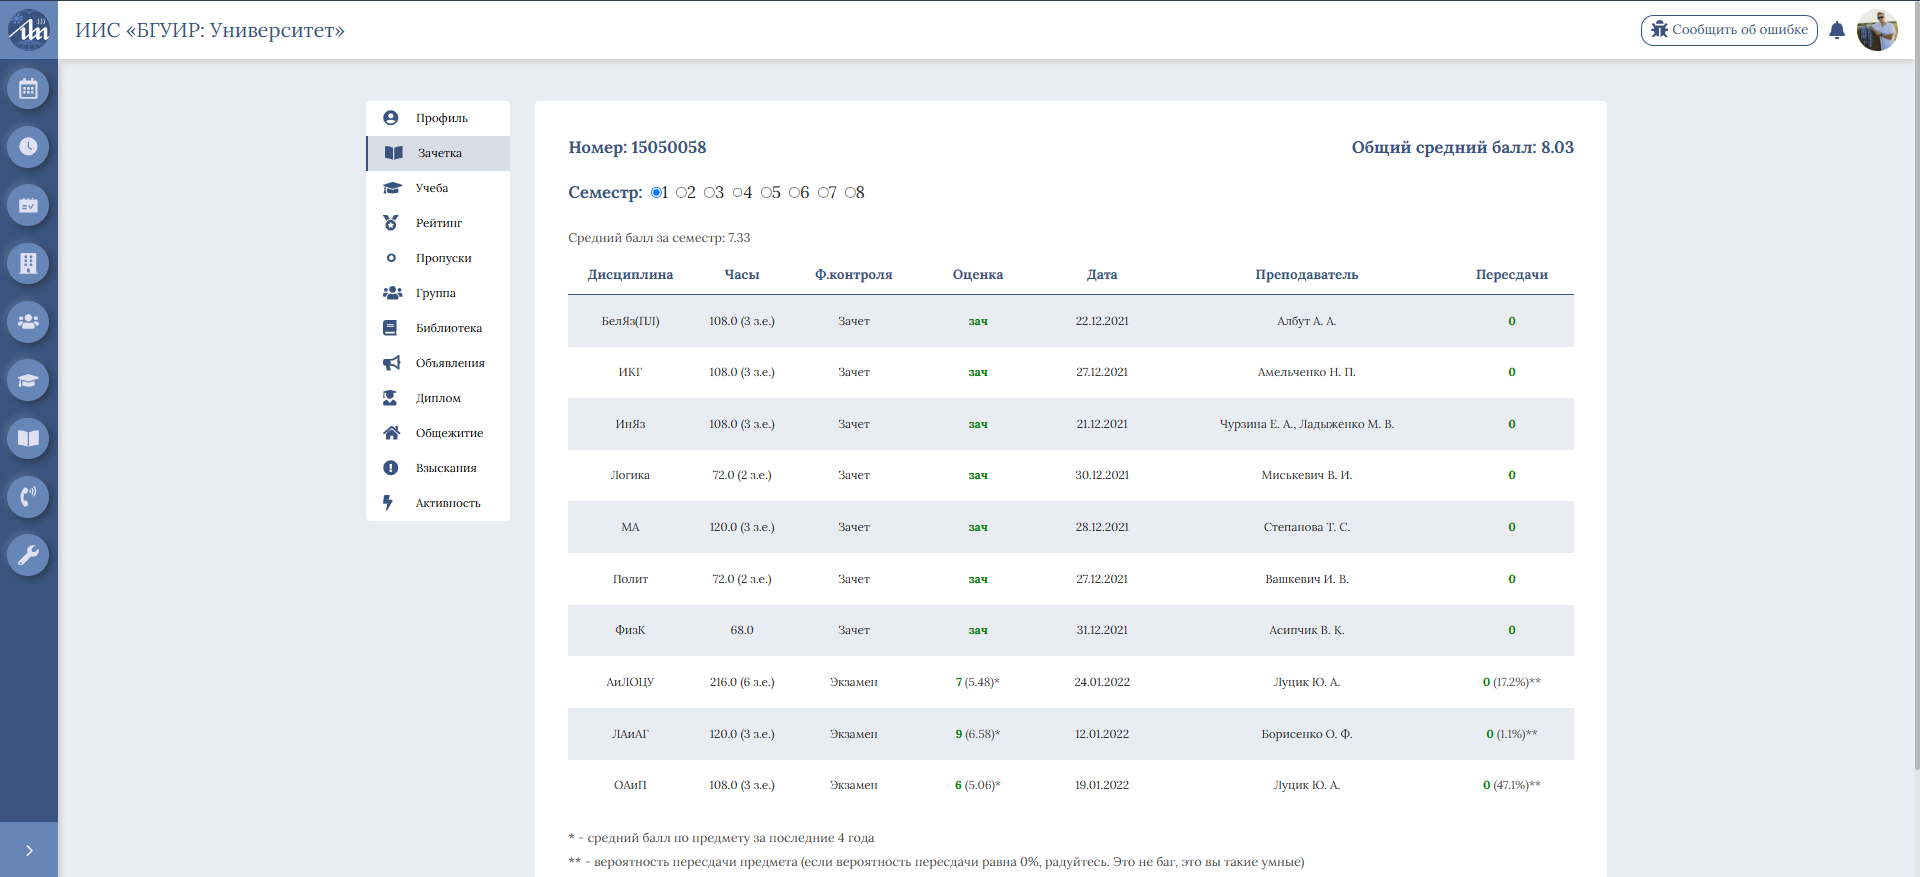 ИИС «БГУИР: Университет»
Сообщить об ошибке
Профиль
Зачетка
Учеба
Рейтинг
Пропуски
Группа
Библиотека
Объявления
Диплом
Общежитие
Взыскания
Активность
Номер: 15050058 Общий средний балл: 8.03
Семестр: 1 2 3 4 5 6 7 8
Средний балл за семестр: 7.33
Дисциплина Часы Ф.контроля Оценка Дата Преподаватель Пересдачи
БелЯз(ПЛ) 108.0 (3 з.е.) Зачет зач 22.12.2021 Албут А. А. 0
ИКГ 108.0 (3 з.е.) Зачет зач 27.12.2021 Амельченко Н. П. 0
ИнЯз 108.0 (3 з.е.) Зачет зач 21.12.2021 Чурзина Е. А., Ладыженко М. В. 0
Логика 72.0 (2 з.е.) Зачет зач 30.12.2021 Миськевич В. И. 0
МА 120.0 (3 з.е.) Зачет зач 28.12.2021 Степанова Т. С. 0
Полит 72.0 (2 з.е.) Зачет зач 27.12.2021 Вашкевич И. В. 0
ФизК 68.0 Зачет зач 31.12.2021 Асипчик В. К. 0
АиЛОЦУ 216.0 (6 з.е.) Экзамен 7 (5.48)* 24.01.2022 Луцик Ю. А. 0 (17.2%)**
ЛАиАГ 120.0 (3 з.е.) Экзамен 9 (6.58)* 12.01.2022 Борисенко О. Ф. 0 (1.1%)**
ОАиП 108.0 (3 з.е.) Экзамен 6 (5.06)* 19.01.2022 Луцик Ю. А. 0 (47.1%)**
* - средний балл по предмету за последние 4 года
** - вероятность пересдачи предмета (если вероятность пересдачи равна 0%, радуйтесь. Это не баг, это вы такие умные)